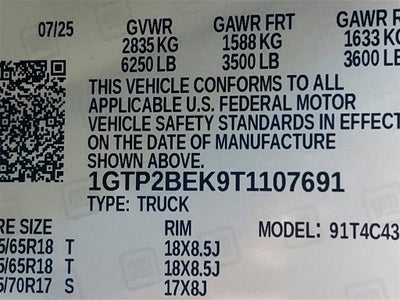 07/25 GVWR GAWR FRT GAWR R
2835 KG 1588 KG 1633 KG
6250 LB 3500 LB 3600 LB
THIS VEHICLE CONFORMS TO ALL
APPLICABLE U.S. FEDERAL MOTOR
VEHICLE SAFETY STANDARDS IN EFFECT
ON THE DATE OF MANUFACTURE
SHOWN ABOVE.
1GTP2BEK9T1107691
TYPE: TRUCK
RE SIZE RIM MODEL: 91T4C43
5/65R18 T 18X8.5J
5/65R18 T 18X8.5J
5/70R17 S 17X8J